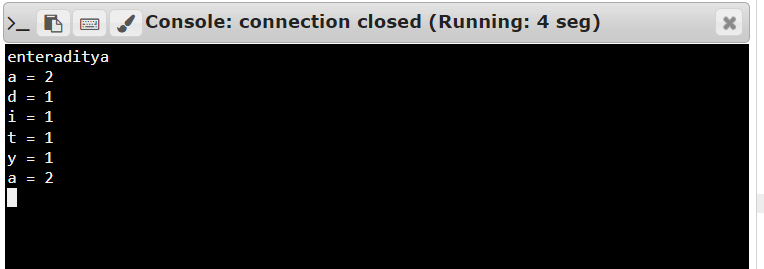 >_ Console: connection closed (Running: 4 seg)
enteraditya
a = 2
d = 1
i = 1
t = 1
y = 1
a = 2